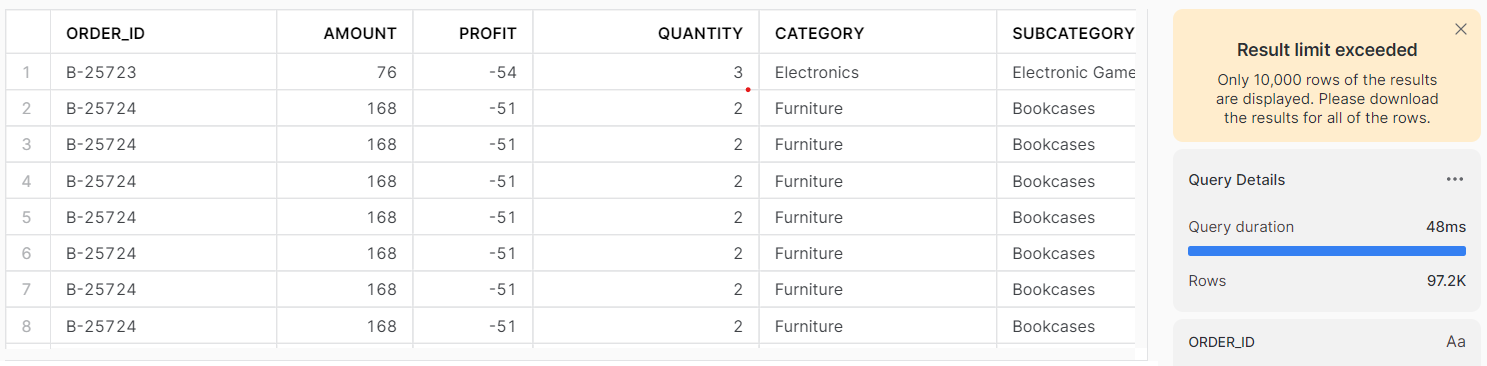 ORDER_ID AMOUNT PROFIT QUANTITY CATEGORY SUBCATEGORY
1 B-25723 76 -54 3 Electronics Electronic Game
2 B-25724 168 -51 2 Furniture Bookcases
3 B-25724 168 -51 2 Furniture Bookcases
4 B-25724 168 -51 2 Furniture Bookcases
5 B-25724 168 -51 2 Furniture Bookcases
6 B-25724 168 -51 2 Furniture Bookcases
7 B-25724 168 -51 2 Furniture Bookcases
8 B-25724 168 -51 2 Furniture Bookcases
Result limit exceeded
Only 10,000 rows of the results
are displayed. Please download
the results for all of the rows.
Query Details
Query duration 48ms
Rows 97.2K
ORDER_ID Aa